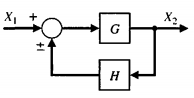 X₁ + G X₂
±
H